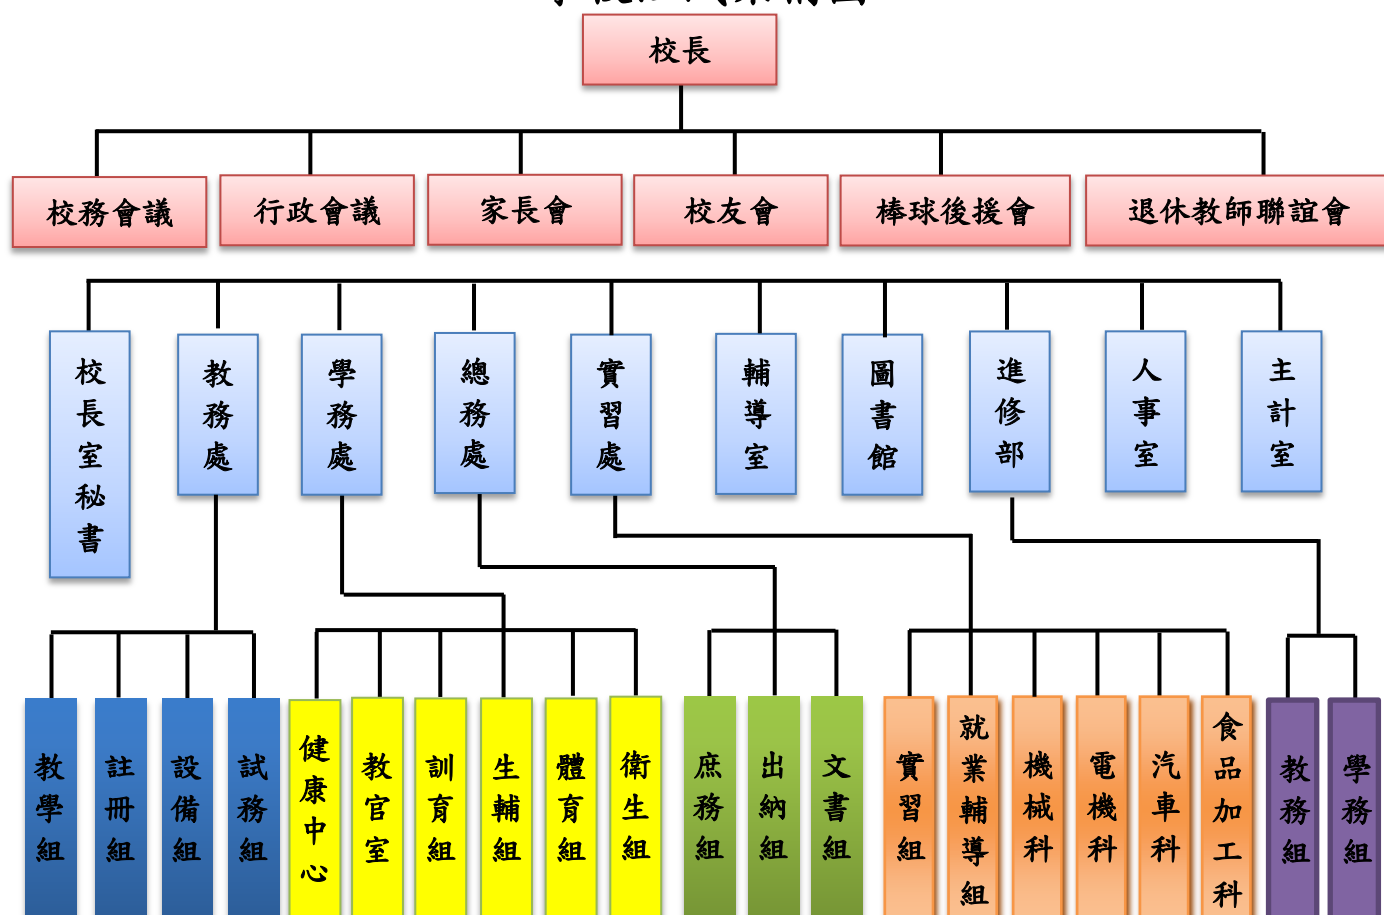 校長
校務會議
行政會議
家長會
校友會
棒球後援會
退休教師聯誼會
校長室秘書
教務處
學務處
總務處
實習處
輔導室
圖書館
進修部
人事室
主計室
教學組
註冊組
設備組
試務組
健康中心
教官室
訓育組
生輔組
體育組
衛生組
庶務組
出納組
文書組
實習組
就業輔導組
機械科
電機科
汽車科
食品加工科
教務組
學務組